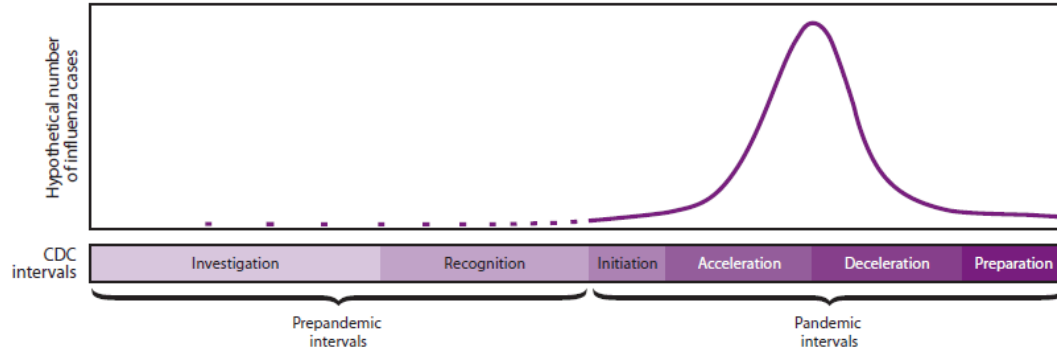 Hypothetical number
of influenza cases
CDC
intervals
Investigation
Recognition
Initiation
Acceleration
Deceleration
Preparation
Prepandemic
intervals
Pandemic
intervals